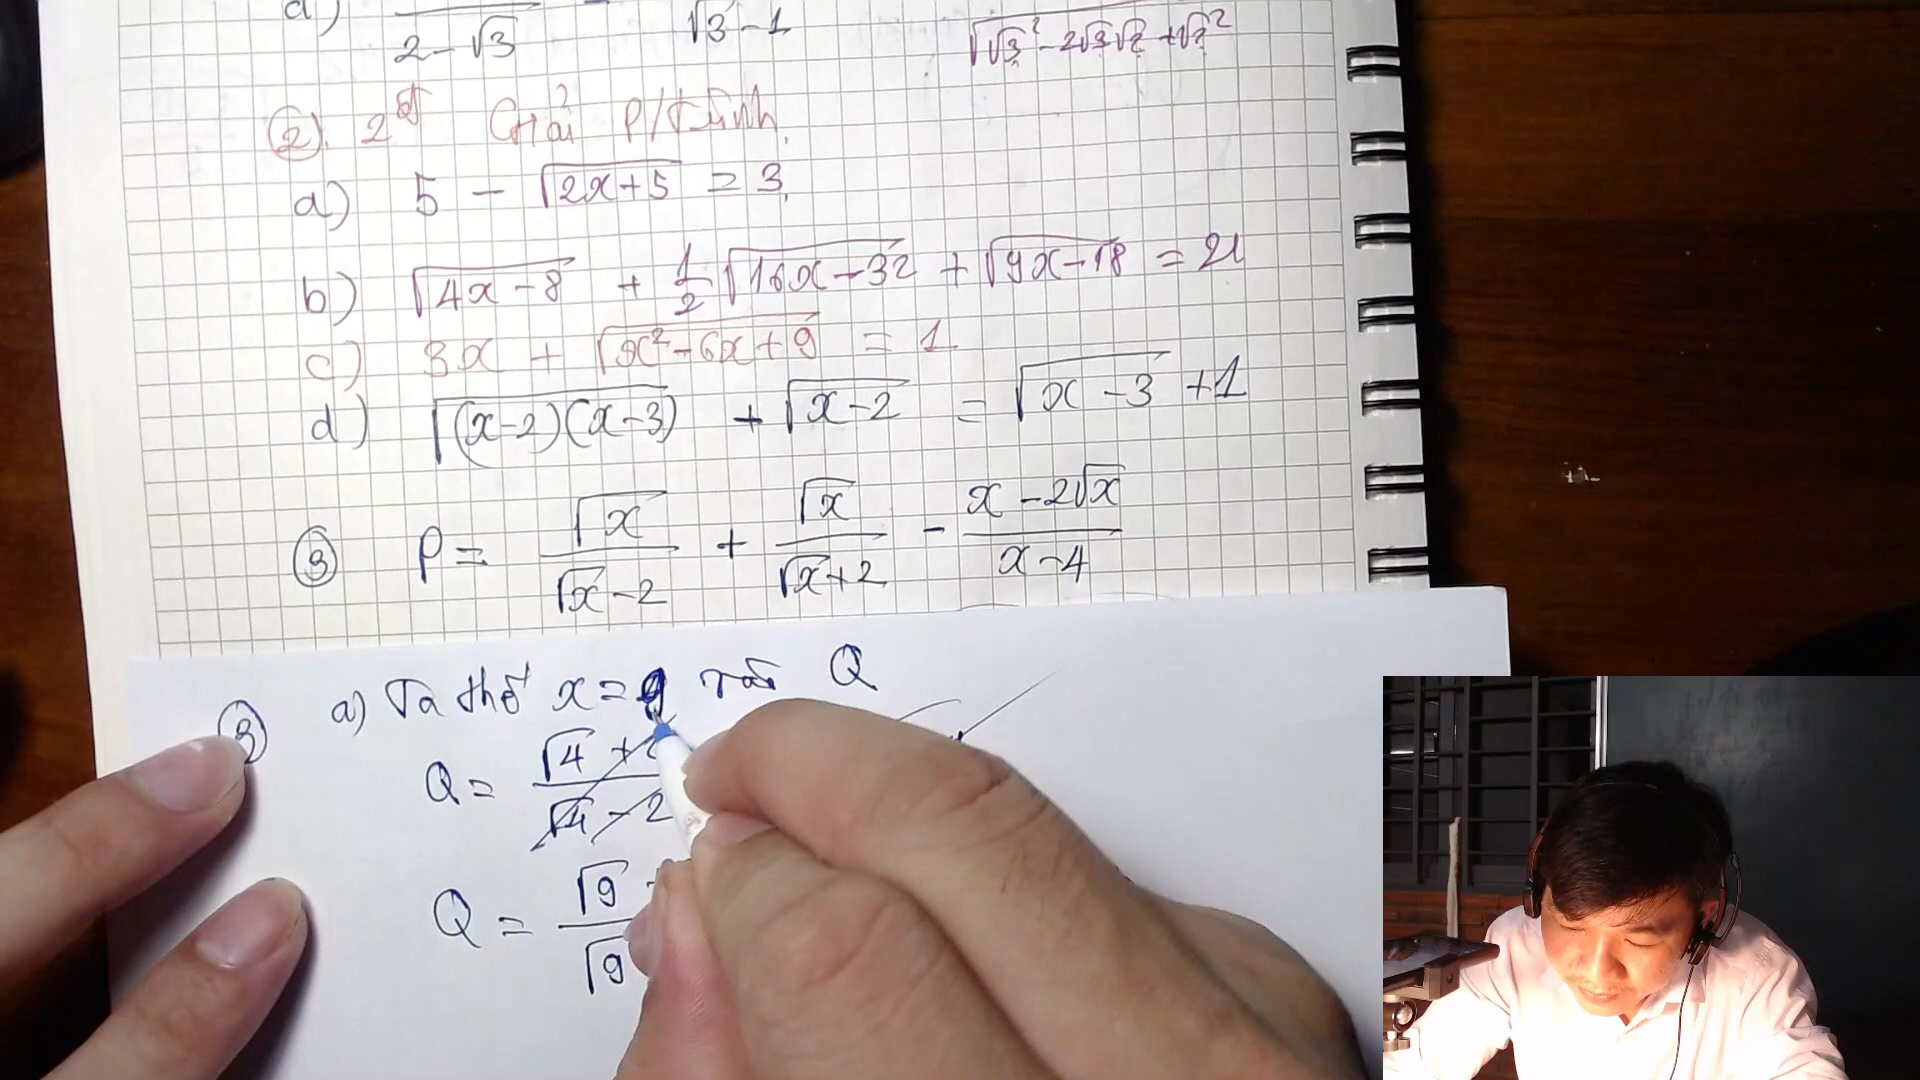 a) 2-√3 √3-1 √(√3²-2√3√2+√2²)
②. 2đ Giải P/trình.
a) 5 - √(2x+5) = 3.
b) √(4x-8) + 1/2 √(16x-32) + √(9x-18) = 21
c) 3x + √(9x²-6x+9) = 1
d) √((x-2)(x-3)) + √(x-2) = √(x-3) +1
③ P = √x/(√x-2) + √x/(√x+2) - (x-2√x)/(x-4)
③ a) Ta thế x=9 vào Q
Q = √4 +2 / √4 -2
Q = √9 / √9